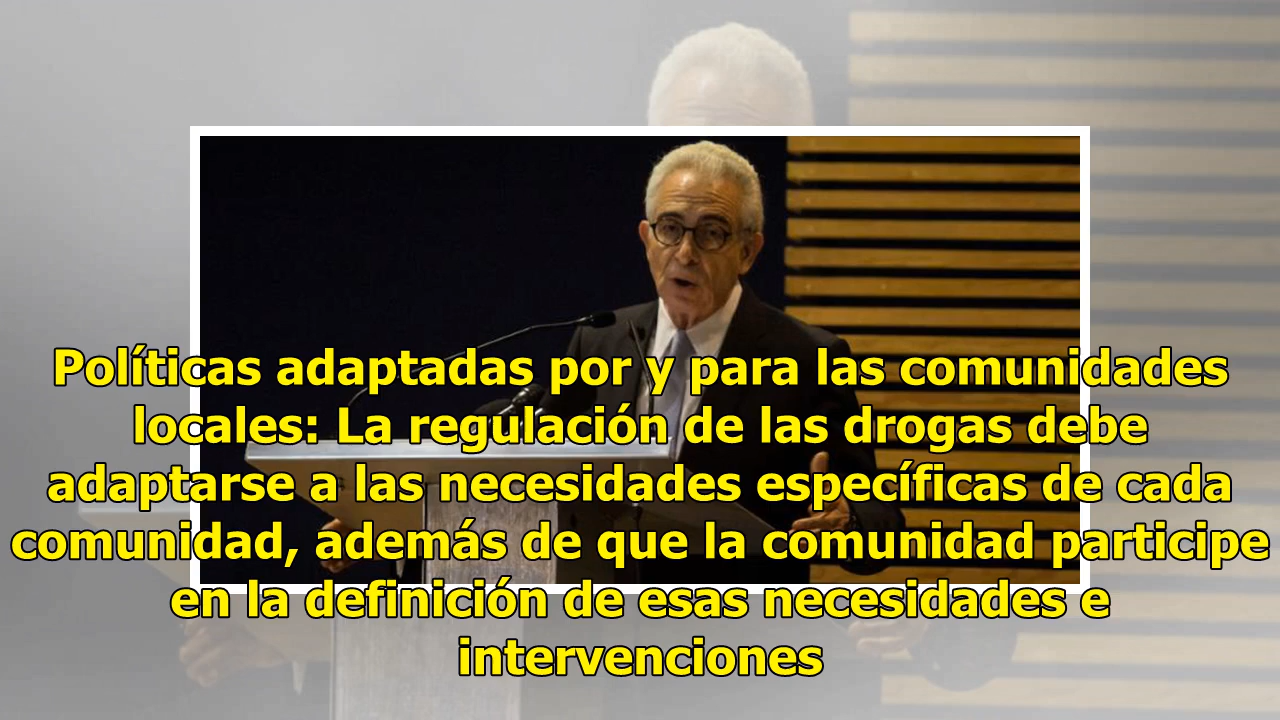 Políticas adaptadas por y para las comunidades
locales: La regulación de las drogas debe
adaptarse a las necesidades específicas de cada
comunidad, además de que la comunidad participe
en la definición de esas necesidades e
intervenciones